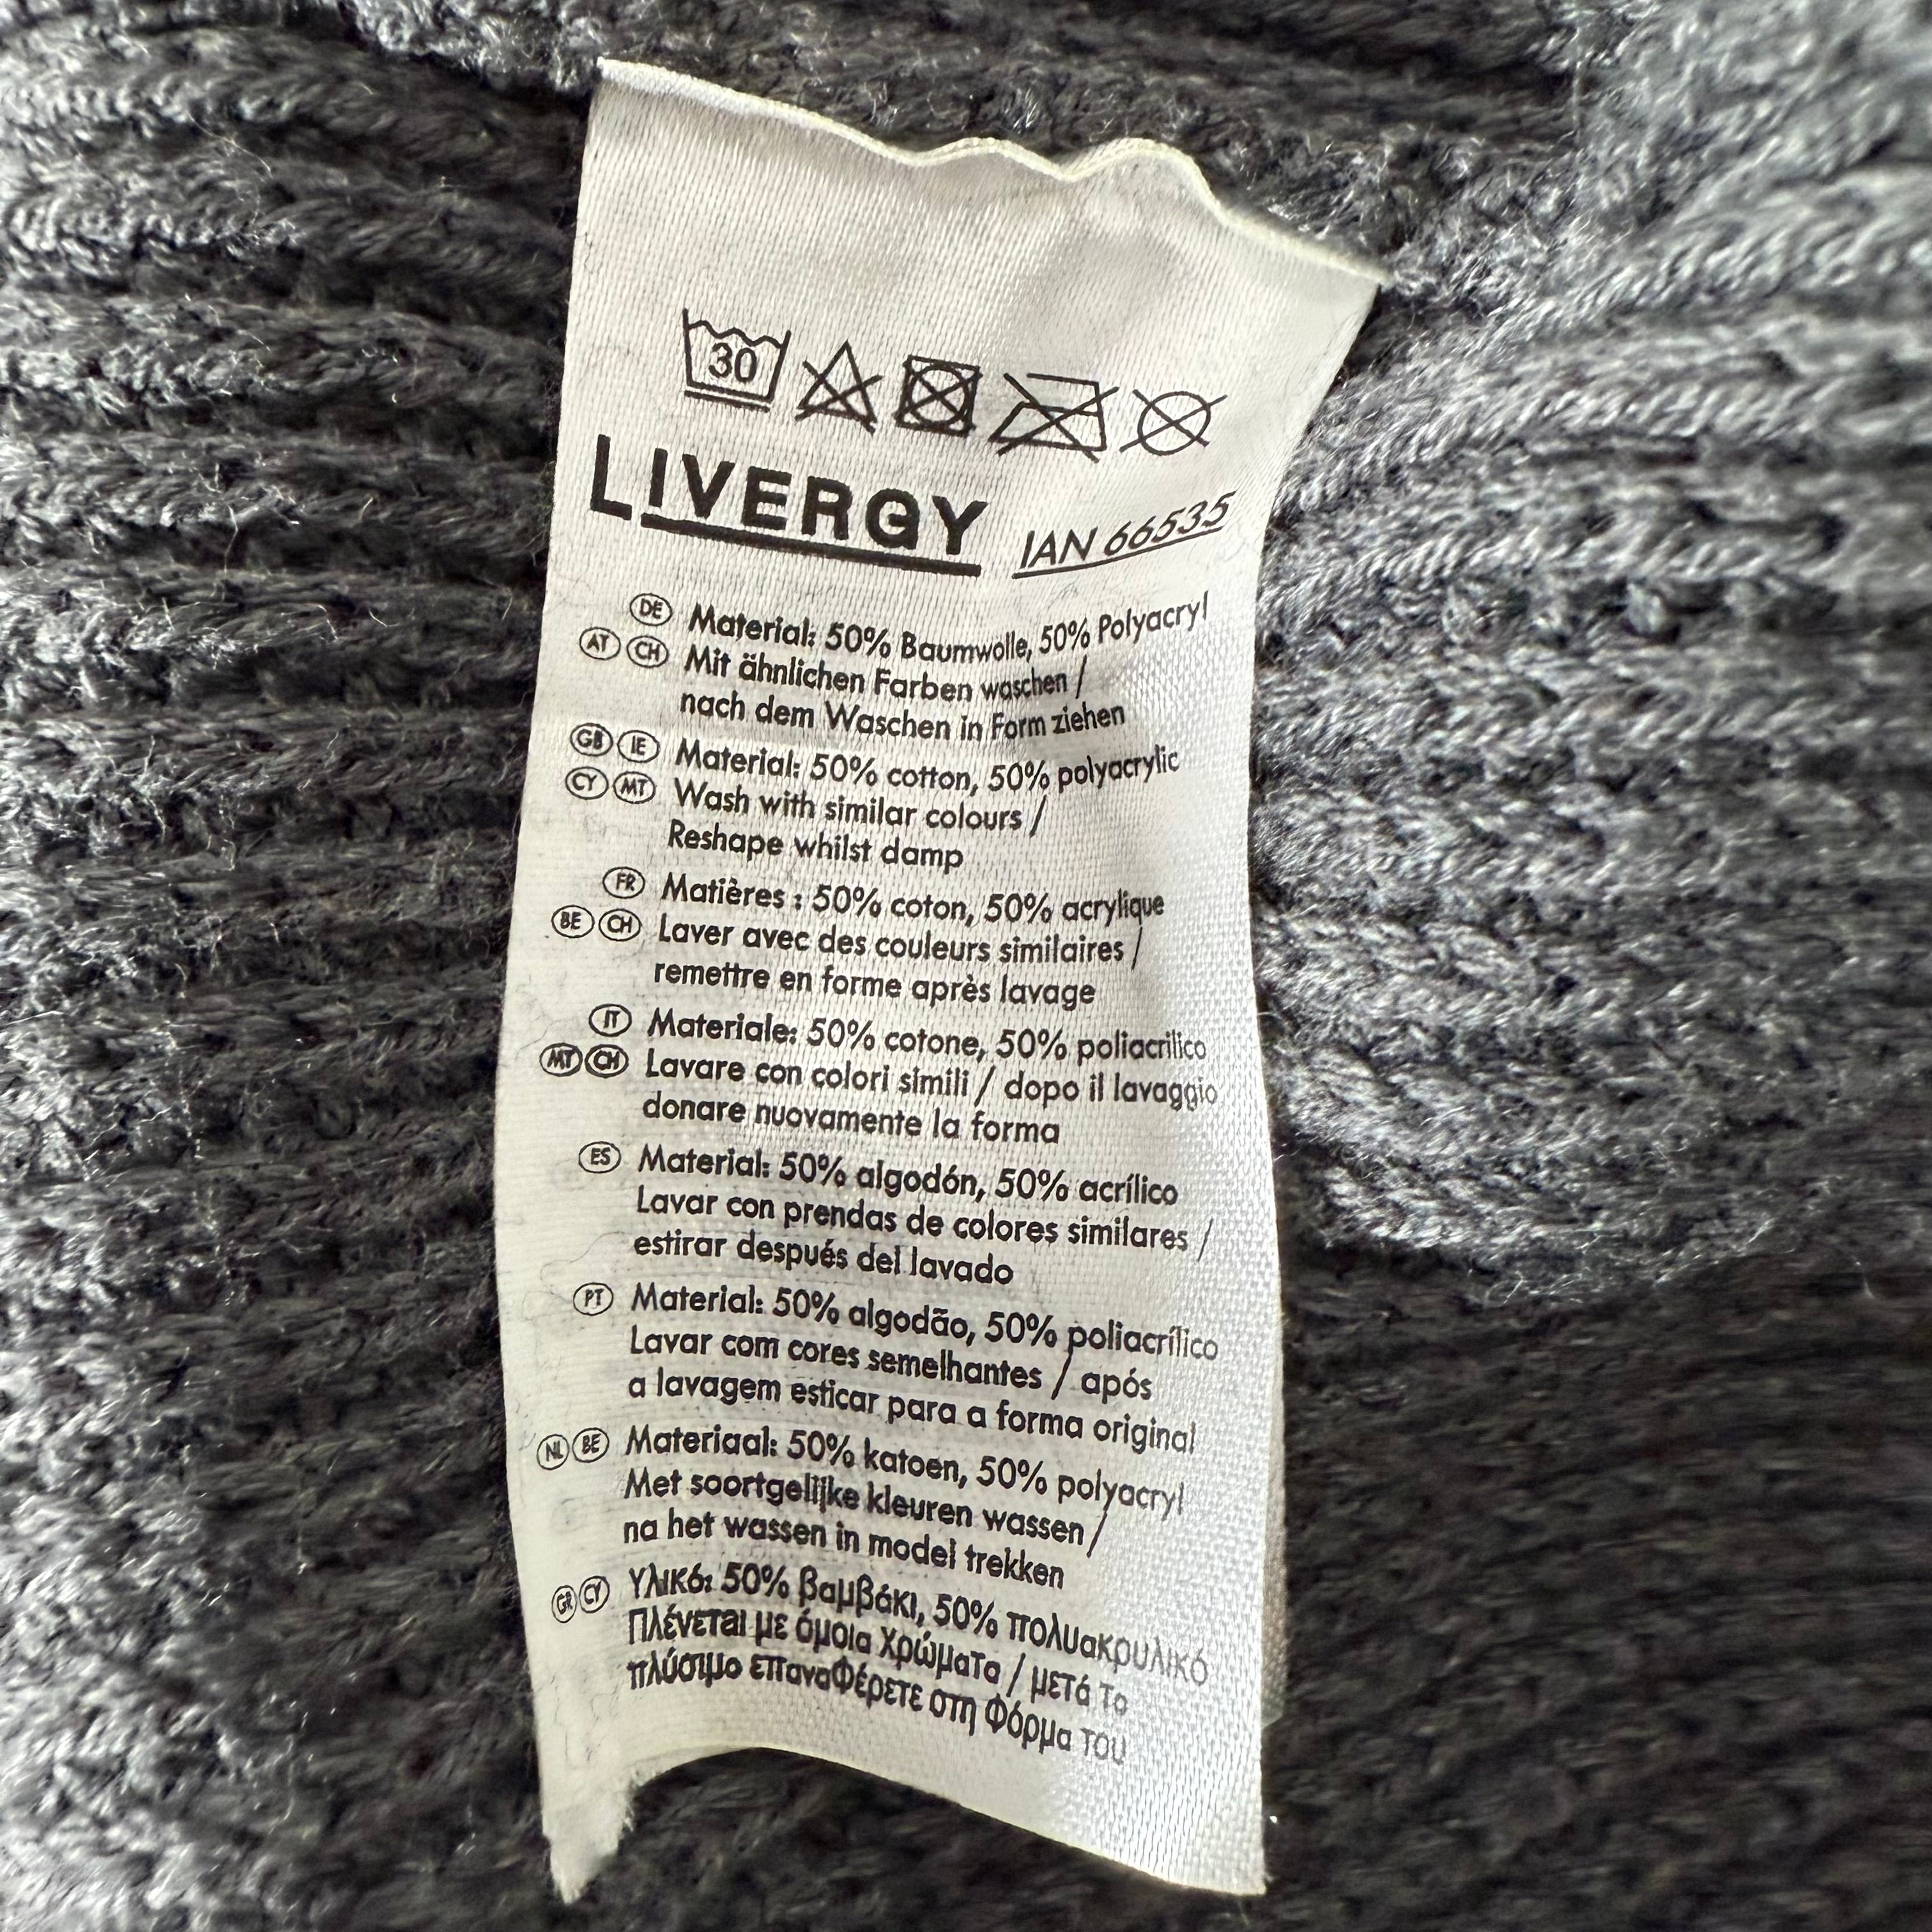 30
LIVERGY IAN 66535
DE Material: 50% Baumwolle, 50% Polyacryl
AT CH Mit ähnlichen Farben waschen /
nach dem Waschen in Form ziehen
GB IE Material: 50% cotton, 50% polyacrylic
CY MT Wash with similar colours /
Reshape whilst damp
FR Matières : 50% coton, 50% acrylique
BE CH Laver avec des couleurs similaires /
remettre en forme après lavage
IT Materiale: 50% cotone, 50% poliacrilico
MT CH Lavare con colori simili / dopo il lavaggio
donare nuovamente la forma
ES Material: 50% algodón, 50% acrílico
Lavar con prendas de colores similares /
estirar después del lavado
PT Material: 50% algodão, 50% poliacrílico
Lavar com cores semelhantes / após
a lavagem esticar para a forma original
NL BE Materiaal: 50% katoen, 50% polyacryl
Met soortgelijke kleuren wassen /
na het wassen in model trekken
GR CY Υλικό: 50% βαμβάκι, 50% πολυακρυλικό
Πλένεται με όμοια Χρώματα / μετά το
πλύσιμο επαναΦέρετε στη Φόρμα του